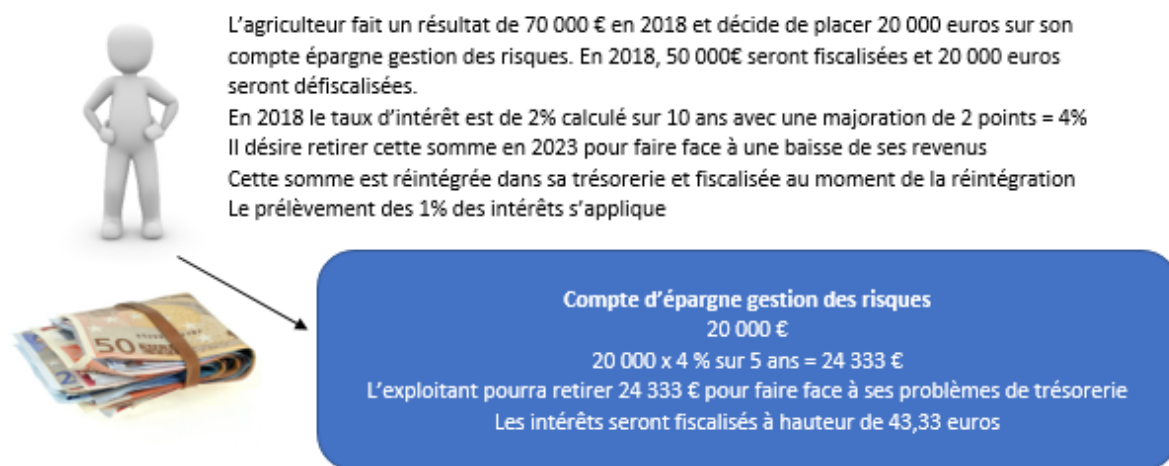 L'agriculteur fait un résultat de 70 000 € en 2018 et décide de placer 20 000 euros sur son
compte épargne gestion des risques. En 2018, 50 000€ seront fiscalisées et 20 000 euros
seront défiscalisées.
En 2018 le taux d'intérêt est de 2% calculé sur 10 ans avec une majoration de 2 points = 4%
Il désire retirer cette somme en 2023 pour faire face à une baisse de ses revenus
Cette somme est réintégrée dans sa trésorerie et fiscalisée au moment de la réintégration
Le prélèvement des 1% des intérêts s'applique
50
Compte d'épargne gestion des risques
20 000 €
20 000 x 4 % sur 5 ans = 24 333 €
L'exploitant pourra retirer 24 333 € pour faire face à ses problèmes de trésorerie
Les intérêts seront fiscalisés à hauteur de 43,33 euros